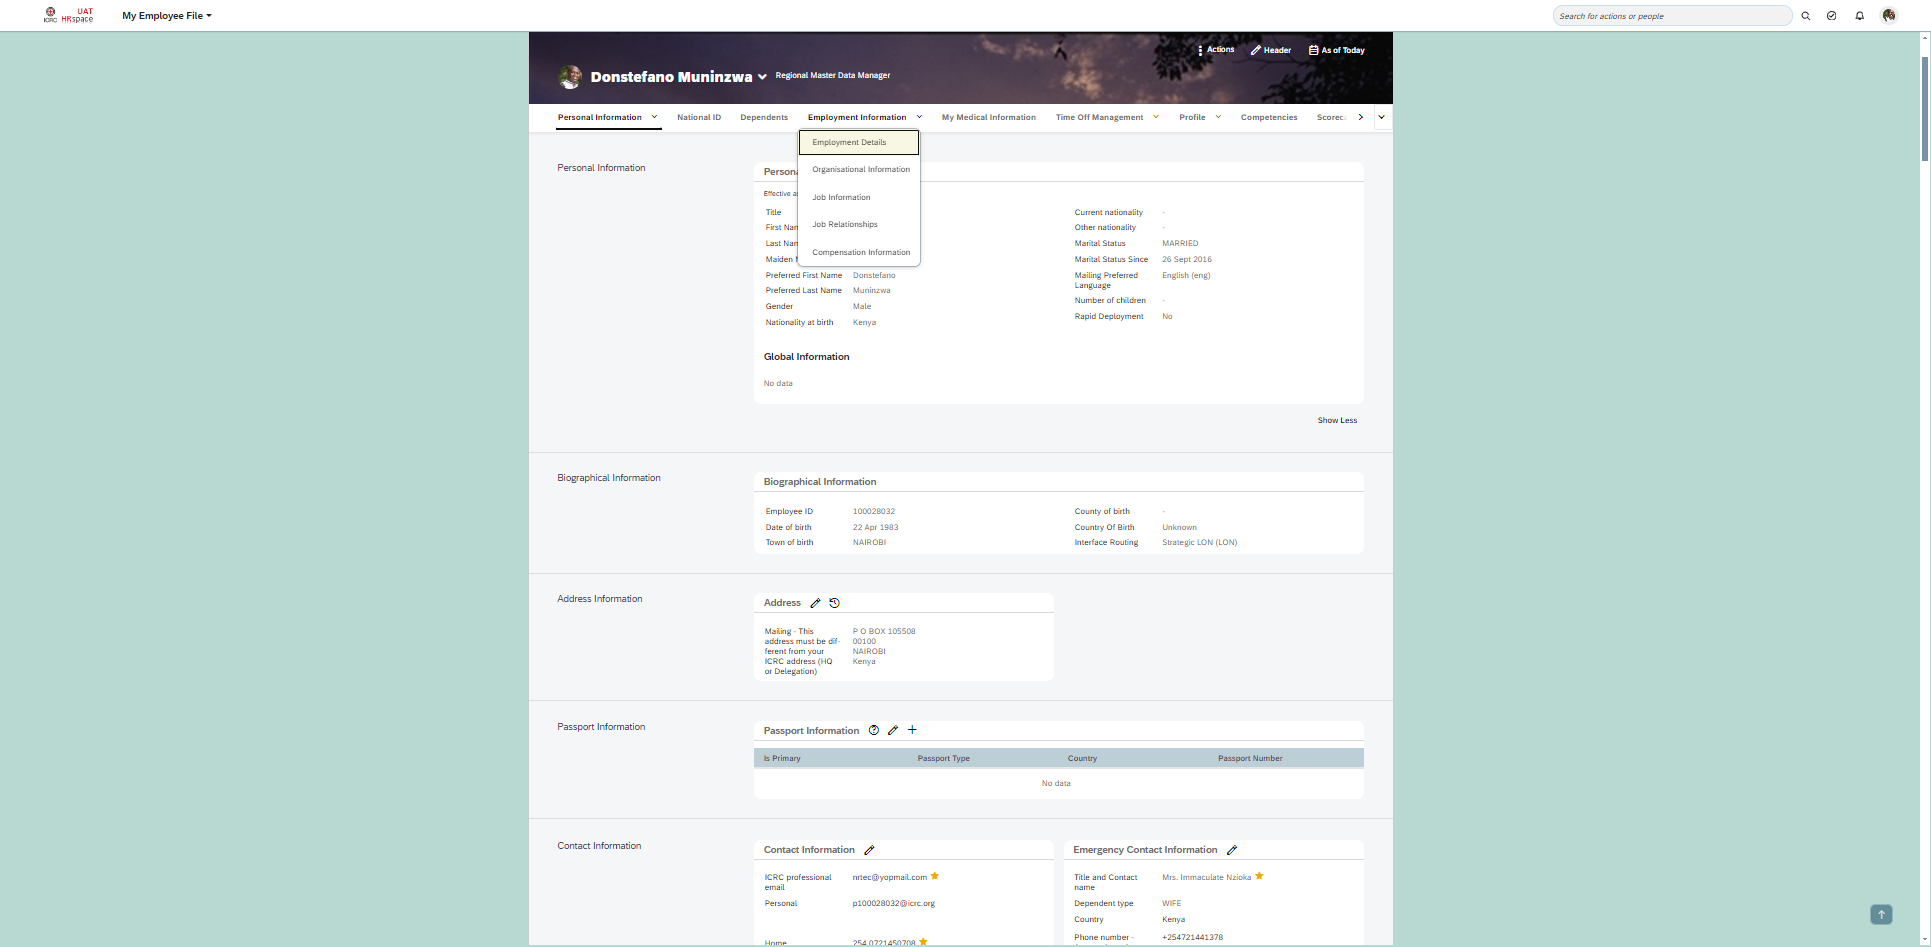 ICRC UAT HRspace
My Employee File
Search for actions or people
Actions Header As of Today
Donstefano Muninzwa Regional Master Data Manager
Personal Information National ID Dependents Employment Information My Medical Information Time Off Management Profile Competencies Scorec
Employment Details
Organisational Information
Job Information
Job Relationships
Compensation Information
Personal Information
Persona
Effective as
Title
First Nam
Last Nam
Maiden N
Preferred First Name Donstefano
Preferred Last Name Muninzwa
Gender Male
Nationality at birth Kenya
Current nationality -
Other nationality -
Marital Status MARRIED
Marital Status Since 26 Sept 2016
Mailing Preferred English (eng)
Language
Number of children -
Rapid Deployment No
Global Information
No data
Show Less
Biographical Information
Biographical Information
Employee ID 100028032
Date of birth 22 Apr 1983
Town of birth NAIROBI
County of birth -
Country Of Birth Unknown
Interface Routing Strategic LON (LON)
Address Information
Address
Mailing - This P O BOX 105508
address must be dif- 00100
ferent from your NAIROBI
ICRC address (HQ Kenya
or Delegation)
Passport Information
Passport Information
Is Primary Passport Type Country Passport Number
No data
Contact Information
Contact Information
ICRC professional nrtec@yopmail.com
email
Personal p100028032@icrc.org
Home 254 0721450708
Emergency Contact Information
Title and Contact Mrs. Immaculate Nzioka
name
Dependent type WIFE
Country Kenya
Phone number - +254721441378